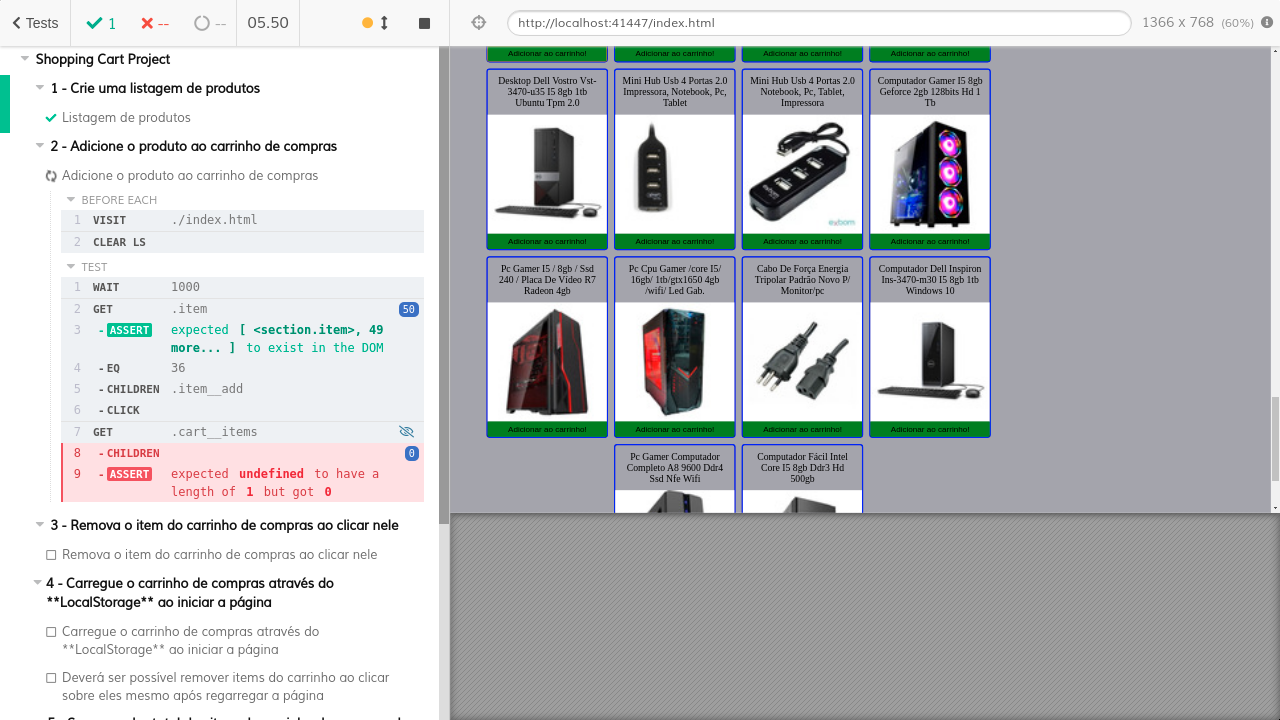 Tests
1
--
--
05.50
http://localhost:41447/index.html
1366 x 768 (60%)
Shopping Cart Project
1 - Crie uma listagem de produtos
Listagem de produtos
2 - Adicione o produto ao carrinho de compras
Adicione o produto ao carrinho de compras
BEFORE EACH
1 VISIT ./index.html
2 CLEAR LS
TEST
1 WAIT 1000
2 GET .item 50
3 - ASSERT expected [ <section.item>, 49
more... ] to exist in the DOM
4 - EQ 36
5 - CHILDREN .item__add
6 - CLICK
7 GET .cart__items
8 - CHILDREN 0
9 - ASSERT expected undefined to have a
length of 1 but got 0
3 - Remova o item do carrinho de compras ao clicar nele
Remova o item do carrinho de compras ao clicar nele
4 - Carregue o carrinho de compras através do
**LocalStorage** ao iniciar a página
Carregue o carrinho de compras através do
**LocalStorage** ao iniciar a página
Deverá ser possível remover items do carrinho ao clicar
sobre eles mesmo após regarregar a página
Adicionar ao carrinho!
Adicionar ao carrinho!
Adicionar ao carrinho!
Adicionar ao carrinho!
Desktop Dell Vostro Vst-
3470-u35 I5 8gb 1tb
Ubuntu Tpm 2.0
Adicionar ao carrinho!
Mini Hub Usb 4 Portas 2.0
Impressora, Notebook, Pc,
Tablet
Adicionar ao carrinho!
Mini Hub Usb 4 Portas 2.0
Notebook, Pc, Tablet,
Impressora
exbom
Adicionar ao carrinho!
Computador Gamer I5 8gb
Geforce 2gb 128bits Hd 1
Tb
Adicionar ao carrinho!
Pc Gamer I5 / 8gb / Ssd
240 / Placa De Video R7
Radeon 4gb
Adicionar ao carrinho!
Pc Cpu Gamer /core I5/
16gb/ 1tb/gtx1650 4gb
/wifi/ Led Gab.
Adicionar ao carrinho!
Cabo De Força Energia
Tripolar Padrão Novo P/
Monitor/pc
Adicionar ao carrinho!
Computador Dell Inspiron
Ins-3470-m30 I5 8gb 1tb
Windows 10
Adicionar ao carrinho!
Pc Gamer Computador
Completo A8 9600 Ddr4
Ssd Nfe Wifi
Computador Fácil Intel
Core I5 8gb Ddr3 Hd
500gb